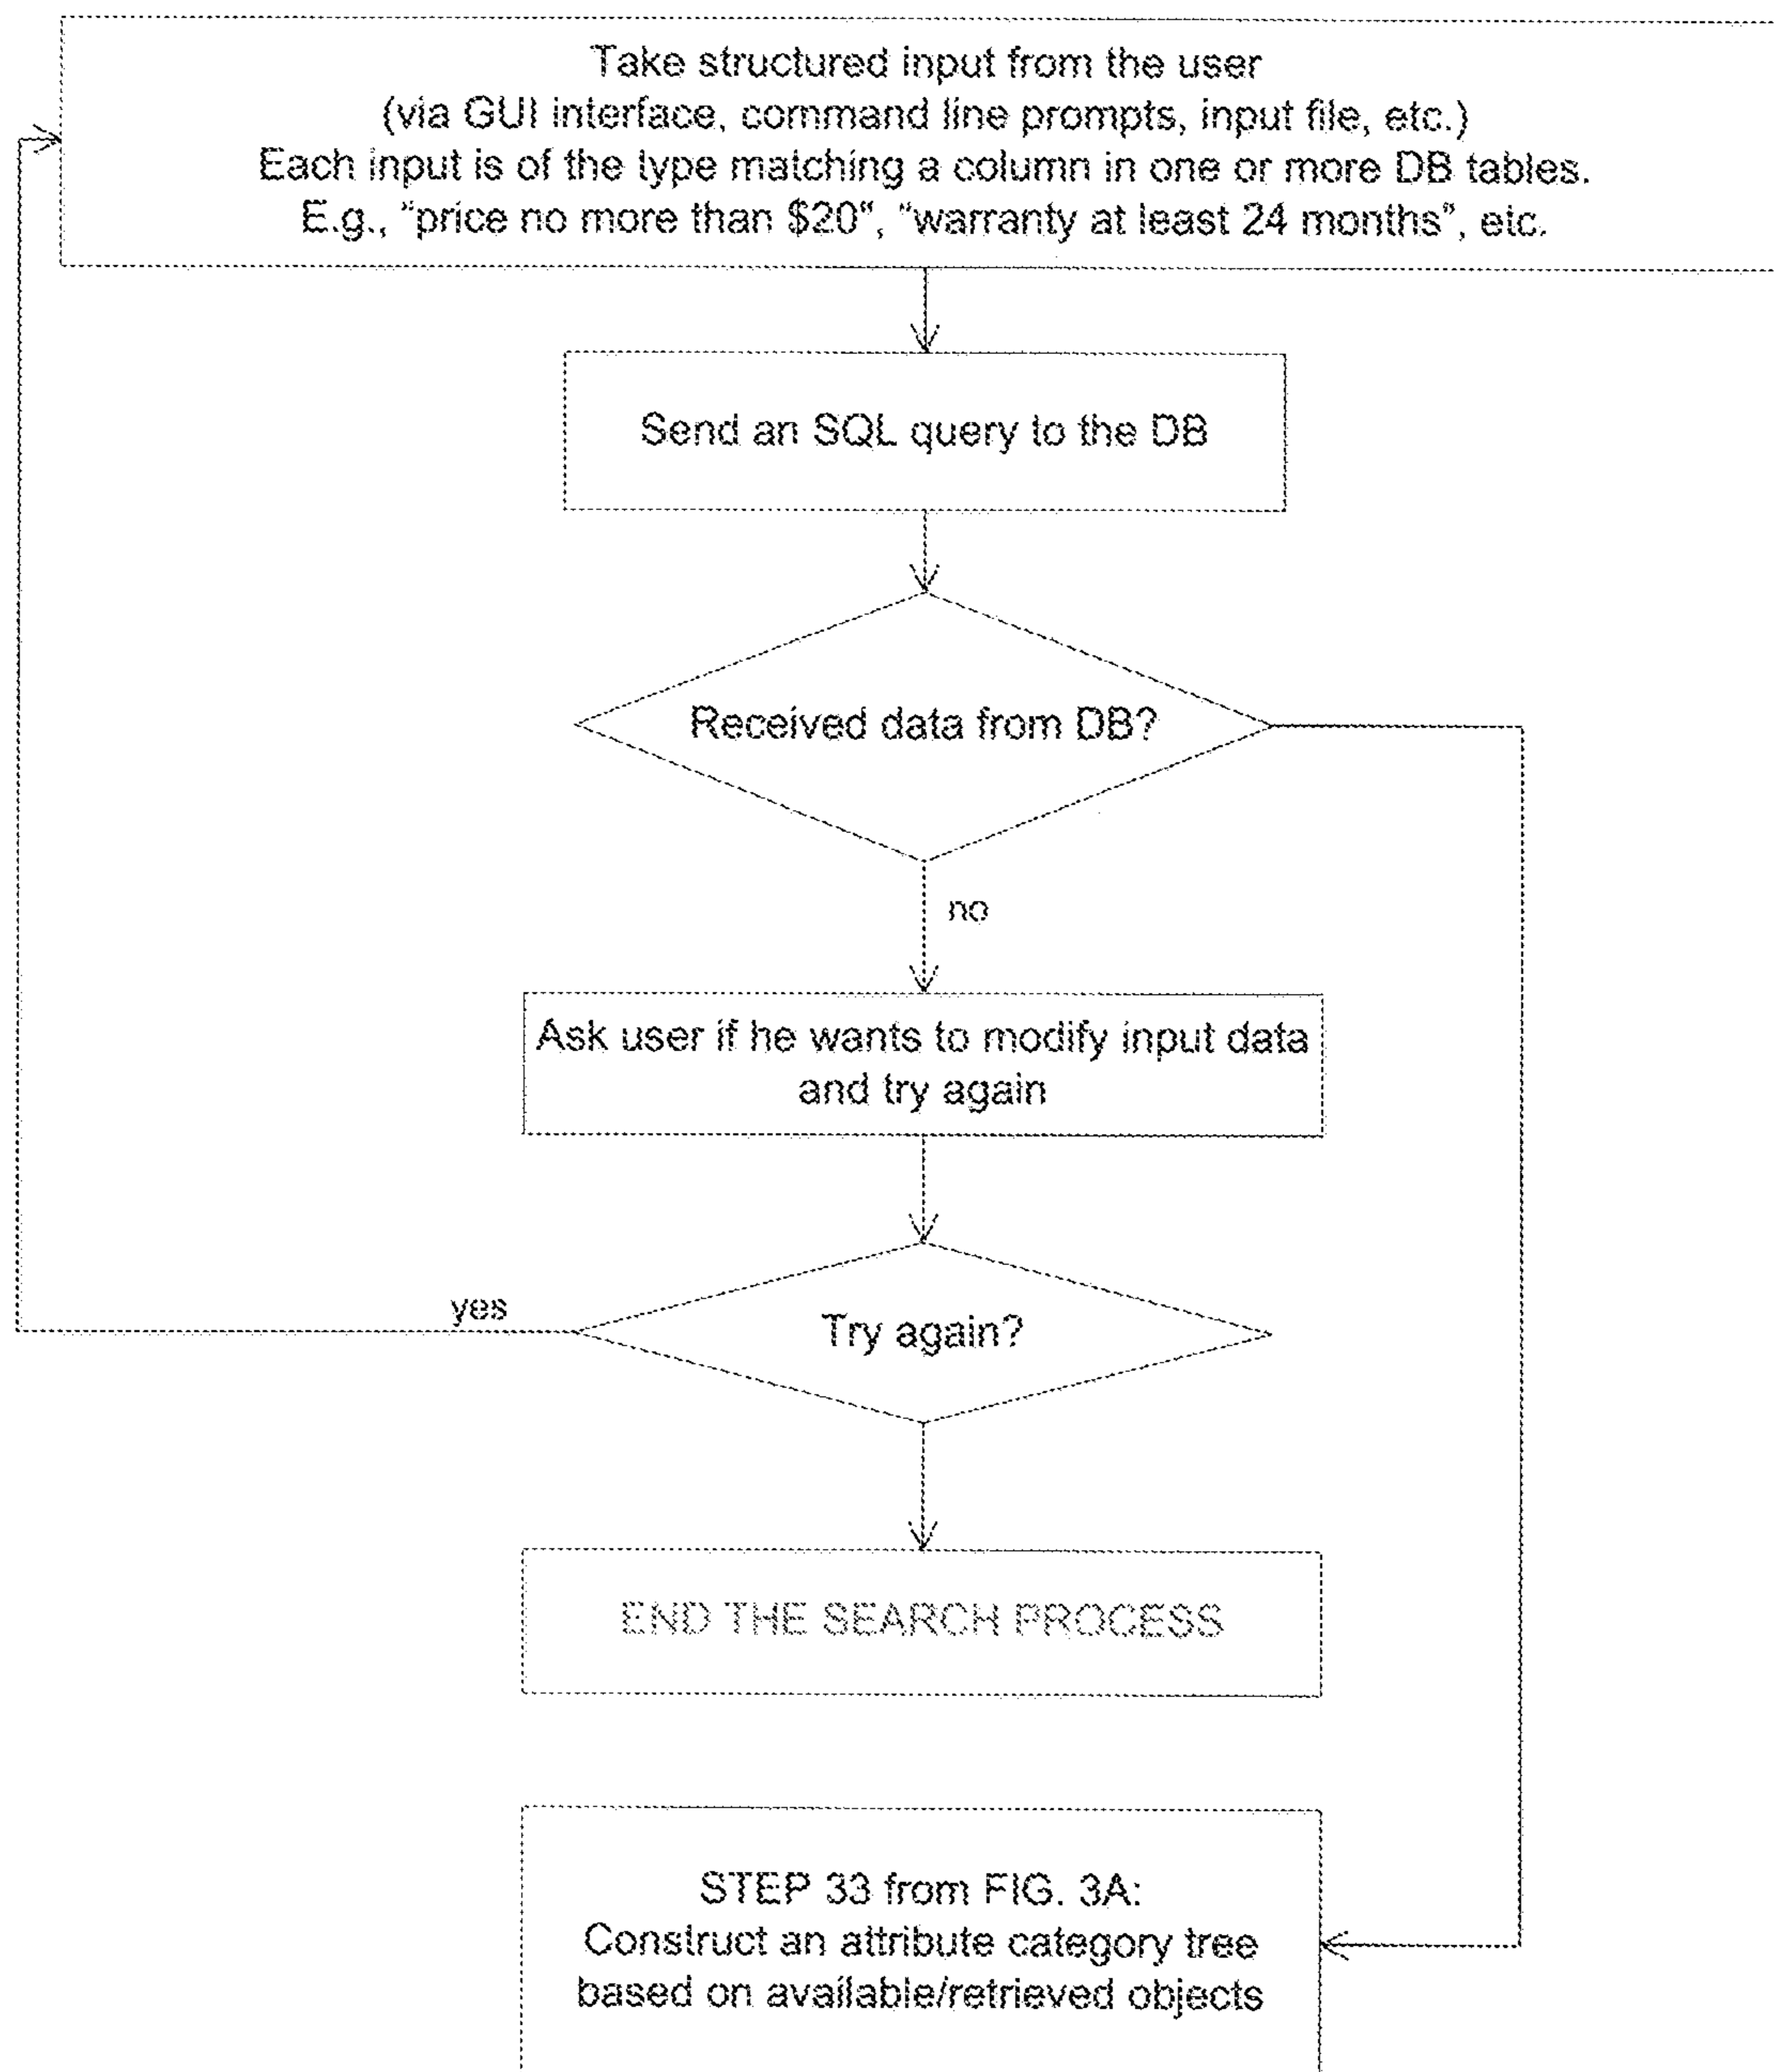 Take structured input from the user
(via GUI interface, command line prompts, input file, etc.)
Each input is of the type matching a column in one or more DB tables.
E.g., "price no more than $20", "warranty at least 24 months", etc.
Send an SQL query to the DB
Received data from DB?
no
Ask user if he wants to modify input data
and try again
yes
Try again?
END THE SEARCH PROCESS
STEP 33 from FIG. 3A:
Construct an attribute category tree
based on available/retrieved objects